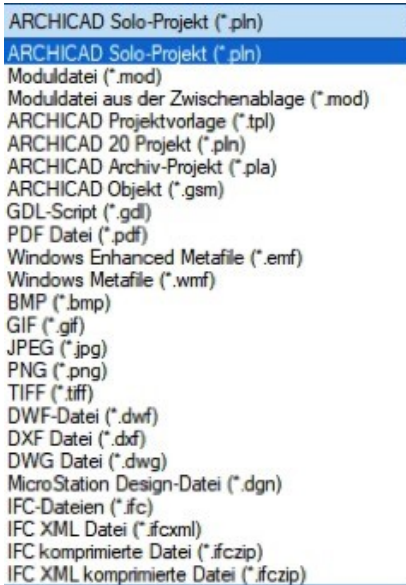 ARCHICAD Solo-Projekt (*.pln)
ARCHICAD Solo-Projekt (*.pln)
Moduldatei (*.mod)
Moduldatei aus der Zwischenablage (*.mod)
ARCHICAD Projektvorlage (*.tpl)
ARCHICAD 20 Projekt (*.pln)
ARCHICAD Archiv-Projekt (*.pla)
ARCHICAD Objekt (*.gsm)
GDL-Script (*.gdl)
PDF Datei (*.pdf)
Windows Enhanced Metafile (*.emf)
Windows Metafile (*.wmf)
BMP (*.bmp)
GIF (*.gif)
JPEG (*.jpg)
PNG (*.png)
TIFF (*.tiff)
DWF-Datei (*.dwf)
DXF Datei (*.dxf)
DWG Datei (*.dwg)
MicroStation Design-Datei (*.dgn)
IFC-Dateien (*.ifc)
IFC XML Datei (*.ifcxml)
IFC komprimierte Datei (*.ifczip)
IFC XML komprimierte Datei (*.ifczip)